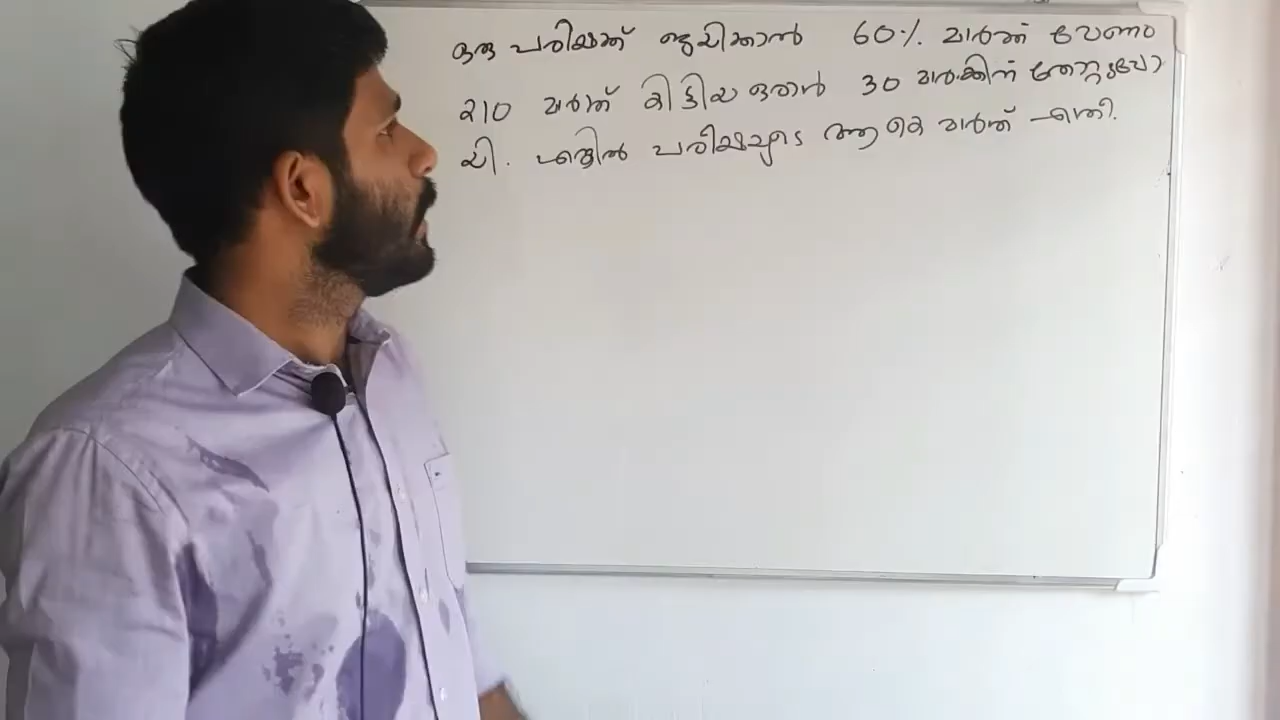 ഒരു പരീക്ഷക്ക് ജയിക്കാൻ 60% മാർക്ക് വേണം
210 മാർക്ക് കിട്ടിയ ഒരാൾ 30 മാർക്കിന് തോറ്റുപോ
യി. എങ്കിൽ പരീക്ഷയുടെ ആകെ മാർക്ക് എത്ര.